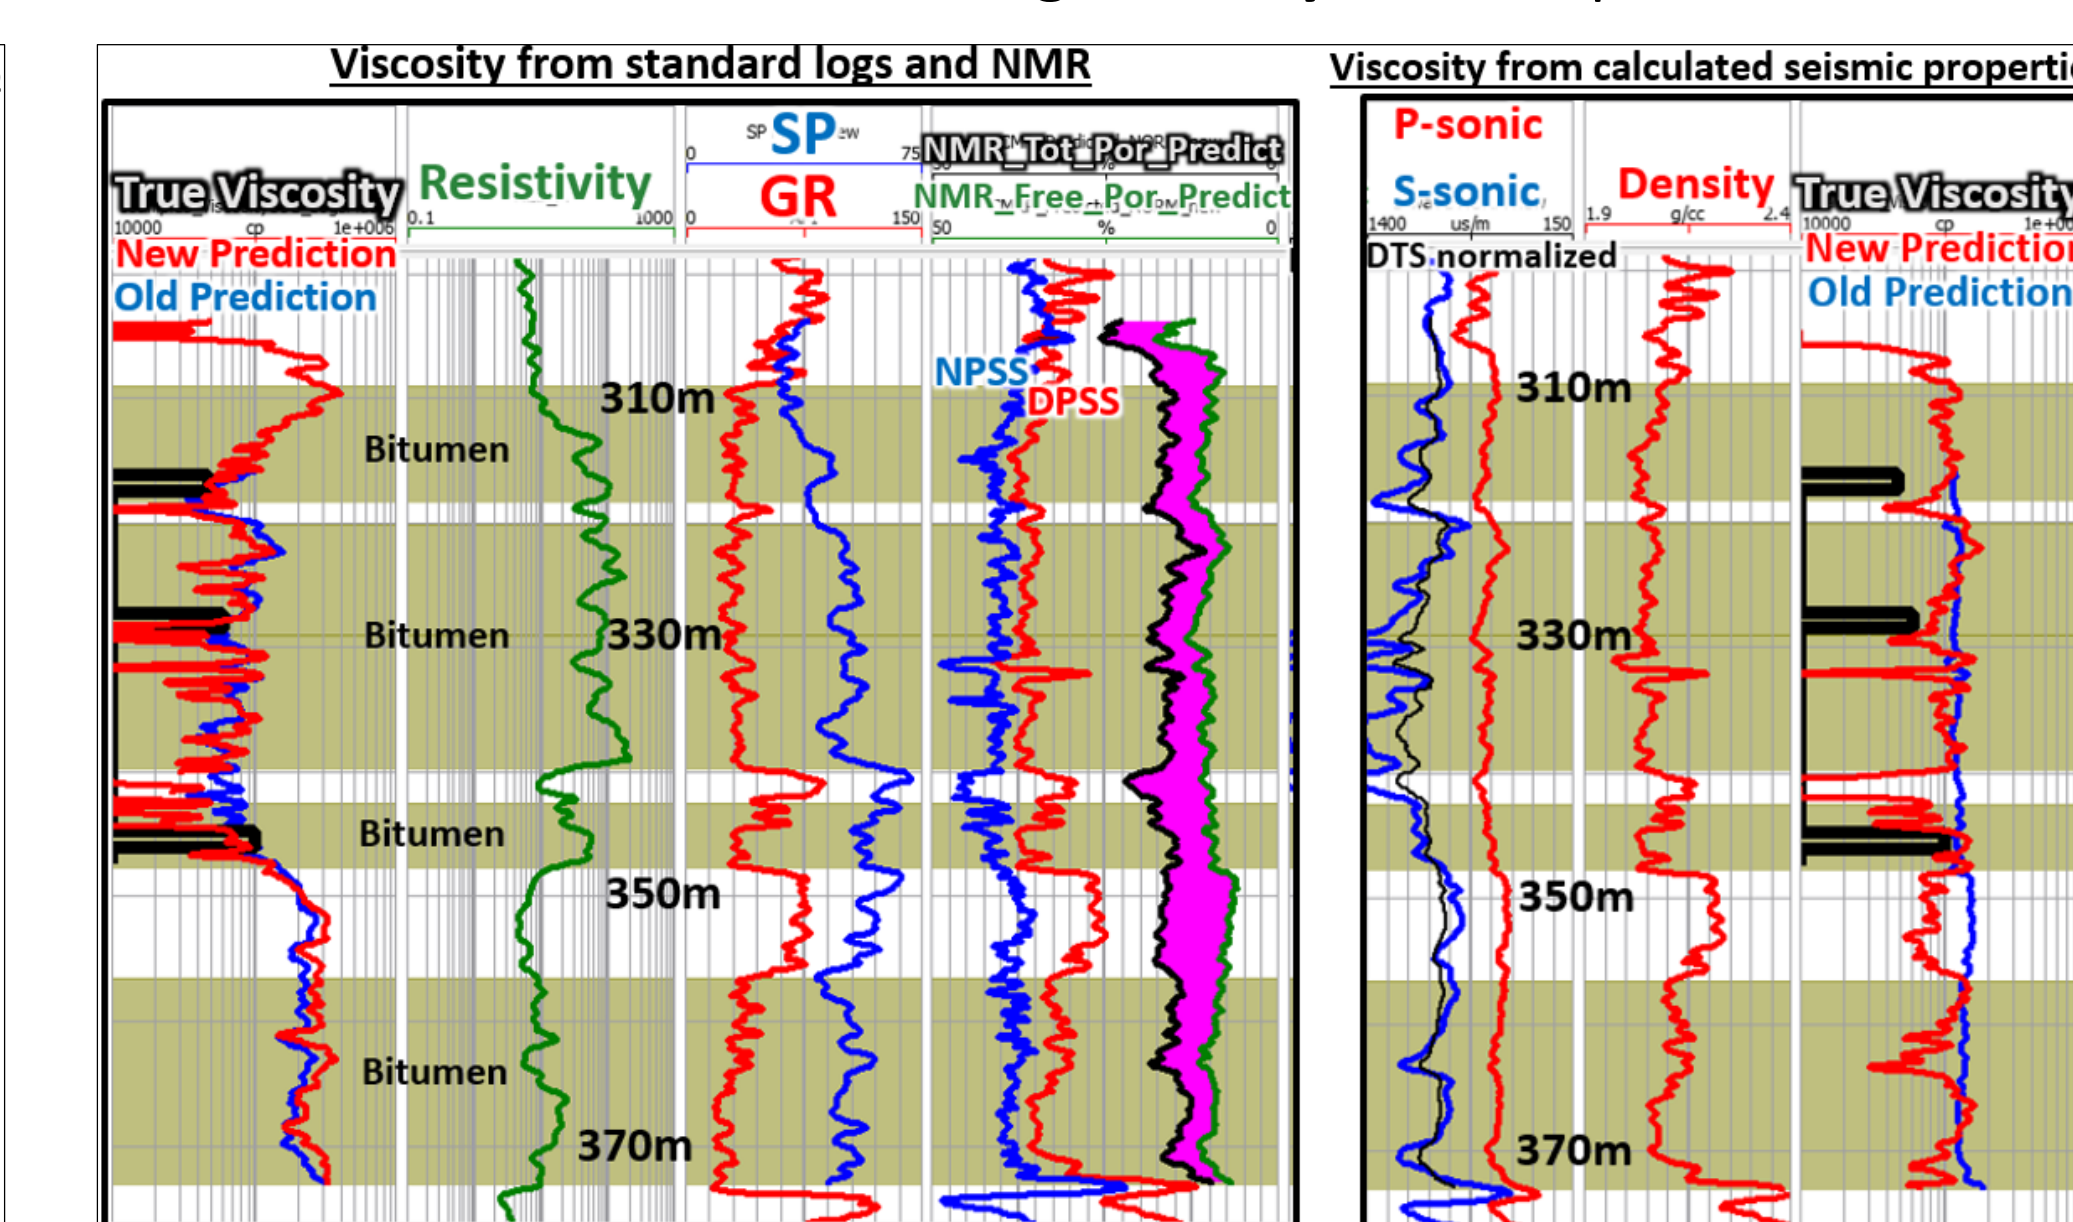 Viscosity from standard logs and NMR
True Viscosity
10000 cp 1e+006
New Prediction
Old Prediction
Resistivity
0.1 1000
SP
SP
0 75
GR
0 150
NMR_Tot_Por_Predict
NMR_Free_Por_Predict
50 % 0
NPSS
DPSS
310m
Bitumen
Bitumen
330m
Bitumen
350m
Bitumen
370m
Viscosity from calculated seismic
P-sonic
S-sonic
1400 us/m 150
DTS normalized
Density
1.9 g/cc 2.4
True Viscosity
10000 cp
New Prediction
Old Prediction
310m
330m
350m
370m